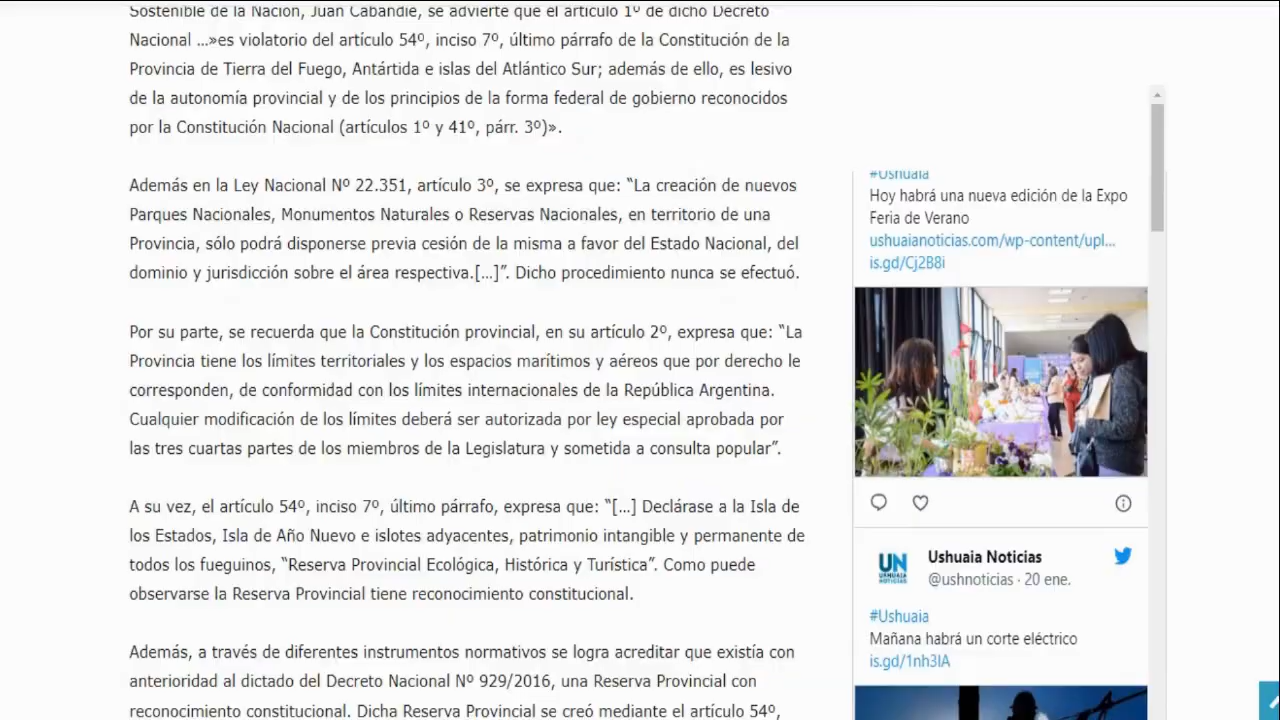 Sostenible de la Nación, Juan Cabandié, se advierte que el artículo 1º de dicho Decreto
Nacional ...»es violatorio del artículo 54º, inciso 7º, último párrafo de la Constitución de la
Provincia de Tierra del Fuego, Antártida e islas del Atlántico Sur; además de ello, es lesivo
de la autonomía provincial y de los principios de la forma federal de gobierno reconocidos
por la Constitución Nacional (artículos 1º y 41º, párr. 3º)».
Además en la Ley Nacional Nº 22.351, artículo 3º, se expresa que: “La creación de nuevos
Parques Nacionales, Monumentos Naturales o Reservas Nacionales, en territorio de una
Provincia, sólo podrá disponerse previa cesión de la misma a favor del Estado Nacional, del
dominio y jurisdicción sobre el área respectiva.[...]”. Dicho procedimiento nunca se efectuó.
Por su parte, se recuerda que la Constitución provincial, en su artículo 2º, expresa que: “La
Provincia tiene los límites territoriales y los espacios marítimos y aéreos que por derecho le
corresponden, de conformidad con los límites internacionales de la República Argentina.
Cualquier modificación de los límites deberá ser autorizada por ley especial aprobada por
las tres cuartas partes de los miembros de la Legislatura y sometida a consulta popular”.
A su vez, el artículo 54º, inciso 7º, último párrafo, expresa que: “[...] Declárase a la Isla de
los Estados, Isla de Año Nuevo e islotes adyacentes, patrimonio intangible y permanente de
todos los fueguinos, “Reserva Provincial Ecológica, Histórica y Turística”. Como puede
observarse la Reserva Provincial tiene reconocimiento constitucional.
Además, a través de diferentes instrumentos normativos se logra acreditar que existía con
anterioridad al dictado del Decreto Nacional Nº 929/2016, una Reserva Provincial con
reconocimiento constitucional. Dicha Reserva Provincial se creó mediante el artículo 54º,
#Ushuaia
Hoy habrá una nueva edición de la Expo
Feria de Verano
ushuaianoticias.com/wp-content/upl...
is.gd/Cj2B8i
UN
USHUAIA
NOTICIAS
Ushuaia Noticias
@ushnoticias · 20 ene.
#Ushuaia
Mañana habrá un corte eléctrico
is.gd/1nh3IA